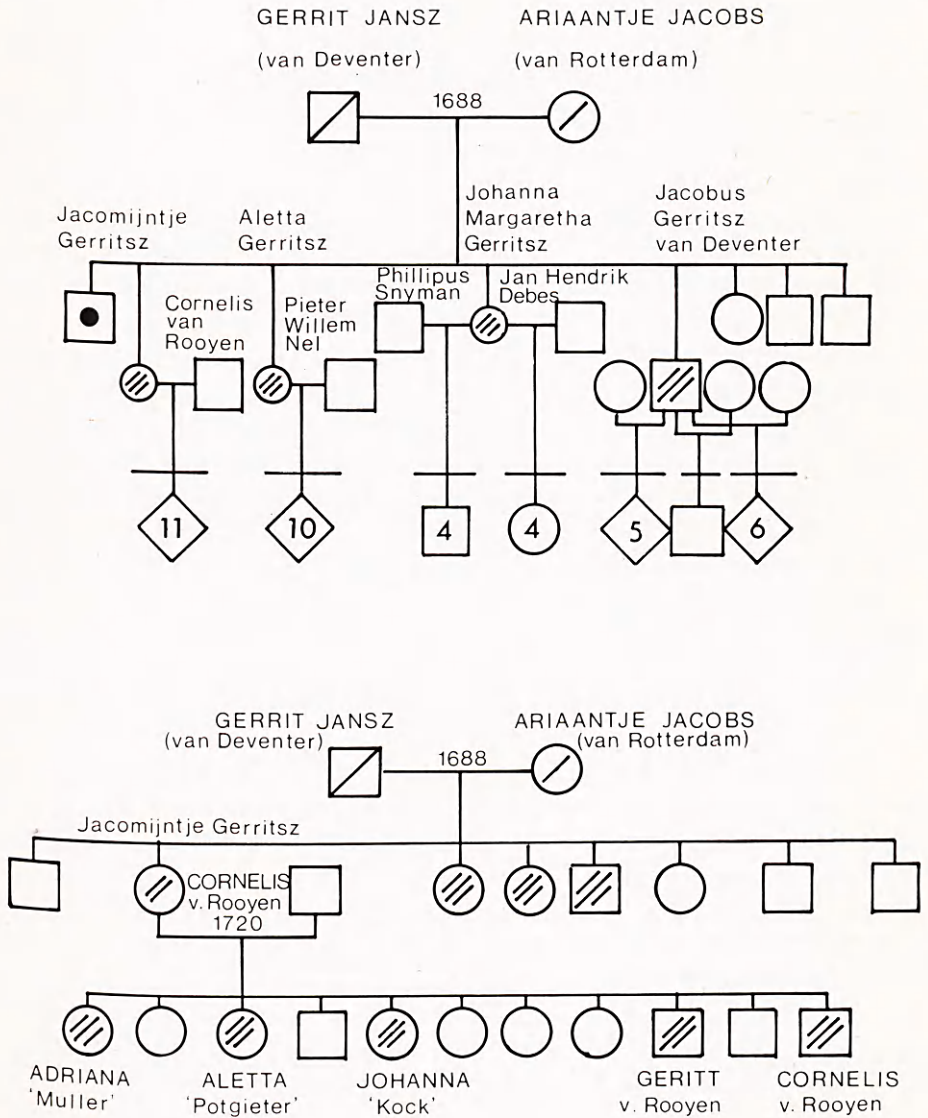 GERRIT JANSZ
(van Deventer)
ARIAANTJE JACOBS
(van Rotterdam)
1688
Jacomijntje
Gerritsz
Aletta
Gerritsz
Johanna
Margaretha
Gerritsz
Jacobus
Gerritsz
van Deventer
Cornelis
van
Rooyen
Pieter
Willem
Nel
Phillipus
Snyman
Jan Hendrik
Debes
11
10
4
4
5
6
GERRIT JANSZ
(van Deventer)
ARIAANTJE JACOBS
(van Rotterdam)
1688
Jacomijntje Gerritsz
CORNELIS
v. Rooyen
1720
ADRIANA
'Muller'
ALETTA
'Potgieter'
JOHANNA
'Kock'
GERITT
v. Rooyen
CORNELIS
v. Rooyen